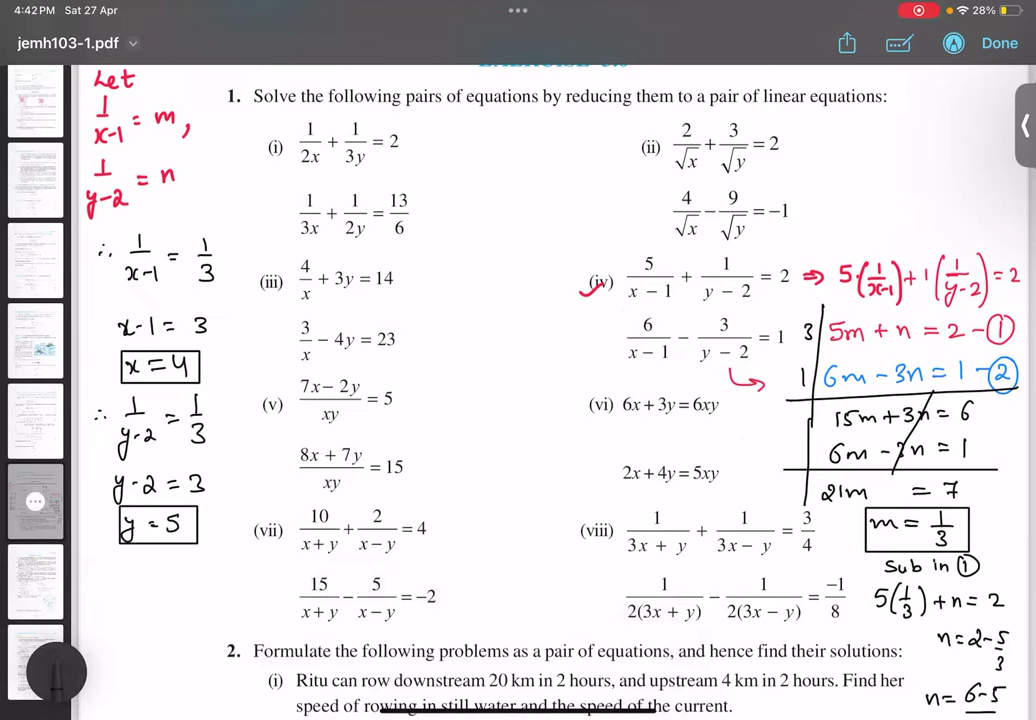 4:42 PM Sat 27 Apr
28%
jemh103-1.pdf
Done
1. Solve the following pairs of equations by reducing them to a pair of linear equations:
(i) 1/2x + 1/3y = 2
1/3x + 1/2y = 13/6
(ii) 2/√x + 3/√y = 2
4/√x − 9/√y = −1
(iii) 4/x + 3y = 14
3/x − 4y = 23
(iv) 5/(x − 1) + 1/(y − 2) = 2
6/(x − 1) − 3/(y − 2) = 1
(v) (7x − 2y)/xy = 5
(8x + 7y)/xy = 15
(vi) 6x + 3y = 6xy
2x + 4y = 5xy
(vii) 10/(x + y) + 2/(x − y) = 4
15/(x + y) − 5/(x − y) = −2
(viii) 1/(3x + y) + 1/(3x − y) = 3/4
1/2(3x + y) − 1/2(3x − y) = −1/8
2. Formulate the following problems as a pair of equations, and hence find their solutions:
(i) Ritu can row downstream 20 km in 2 hours, and upstream 4 km in 2 hours. Find her
speed of rowing in still water and the speed of the current.
Let
1/(x-1) = m,
1/(y-2) = n
∴ 1/(x-1) = 1/3
x-1 = 3
x = 4
∴ 1/(y-2) = 1/3
y-2 = 3
y = 5
⇒ 5(1/(x-1)) + 1(1/(y-2)) = 2
3 | 5m + n = 2 - ①
1 | 6m - 3n = 1 - ②
15m + 3n = 6
6m - 3n = 1
21m = 7
m = 1/3
Sub in ①
5(1/3) + n = 2
n = 2 - 5/3
n = 6-5